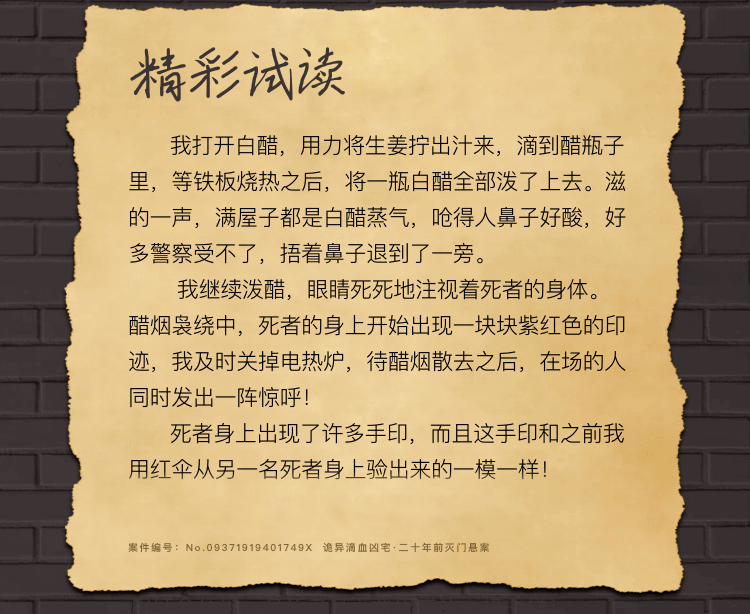 精彩试读
我打开白醋，用力将生姜拧出汁来，滴到醋瓶子
里，等铁板烧热之后，将一瓶白醋全部泼了上去。滋
的一声，满屋子都是白醋蒸气，呛得人鼻子好酸，好
多警察受不了，捂着鼻子退到了一旁。
我继续泼醋，眼睛死死地注视着死者的身体。
醋烟袅绕中，死者的身上开始出现一块块紫红色的印
迹，我及时关掉电热炉，待醋烟散去之后，在场的人
同时发出一阵惊呼！
死者身上出现了许多手印，而且这手印和之前我
用红伞从另一名死者身上验出来的一模一样！
案件编号：No.09371919401749X 诡异滴血凶宅·二十年前灭门悬案